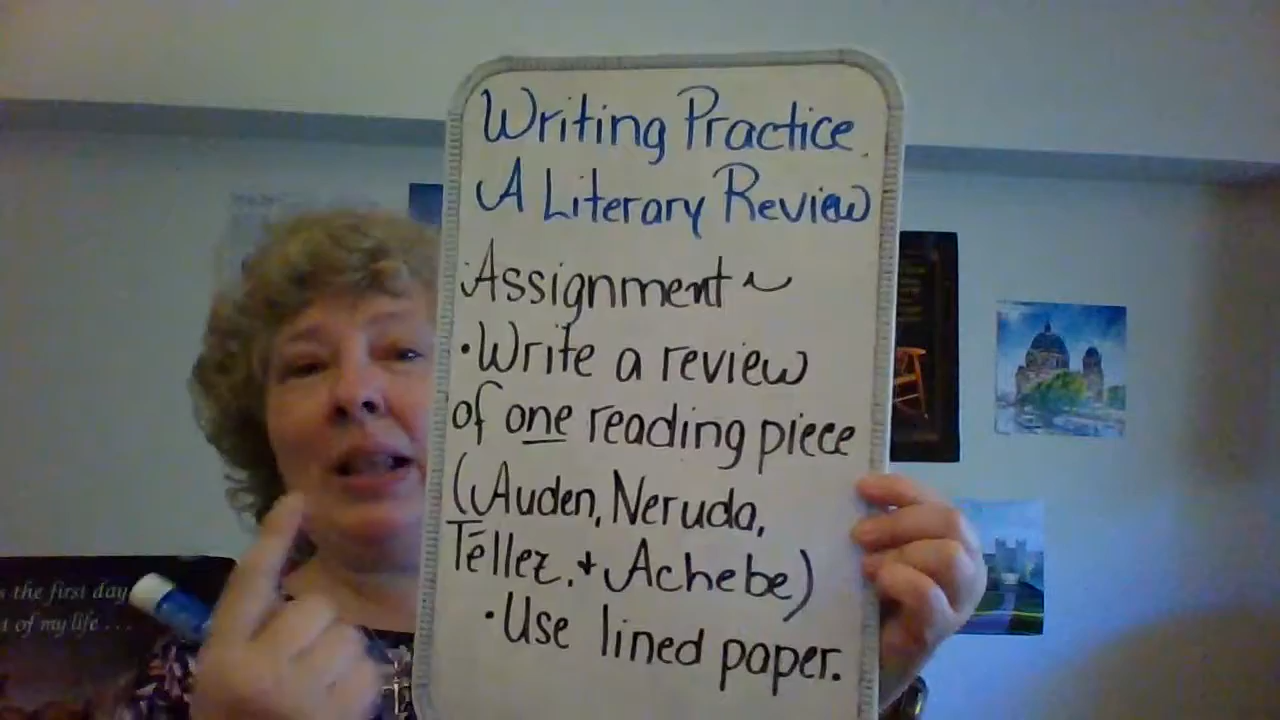 Writing Practice
A Literary Review
Assignment ~
• Write a review
of one reading piece
(Auden, Neruda,
Téllez, + Achebe)
• Use lined paper.
s the first day
t of my life . . .